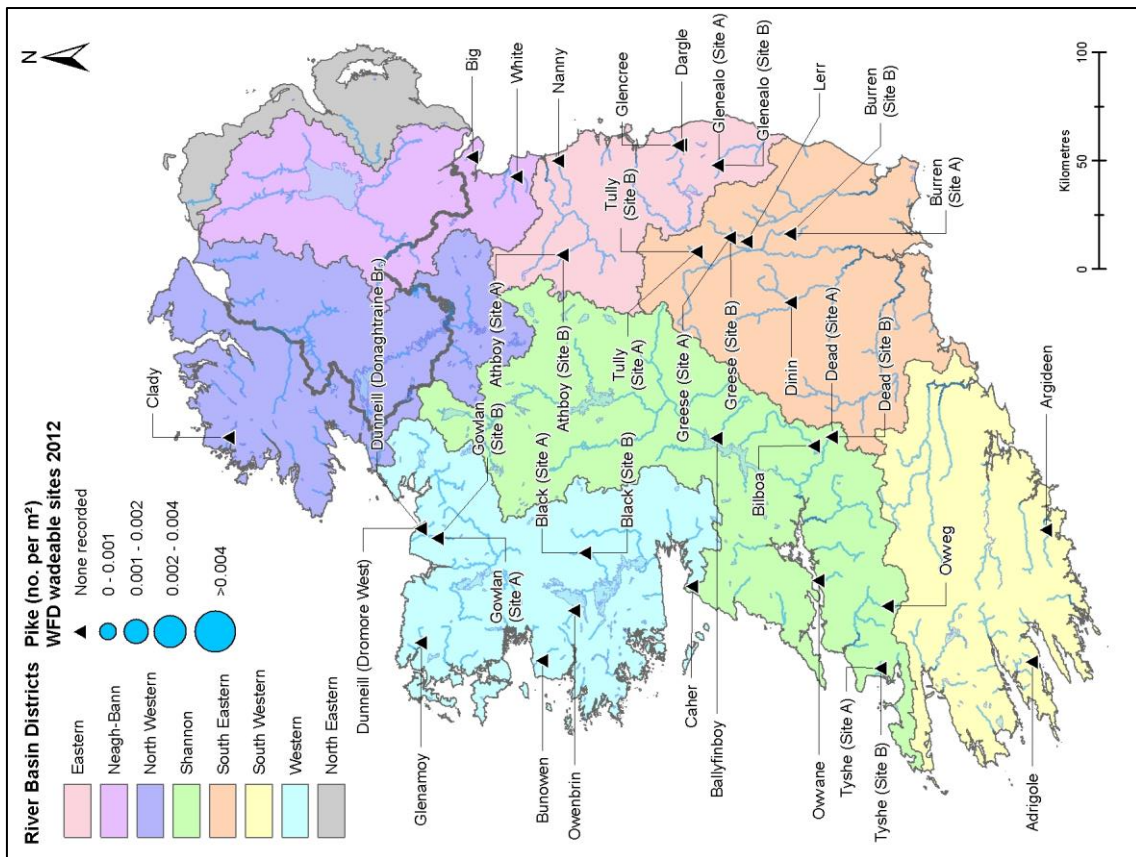 River Basin Districts
Eastern
Neagh-Bann
North Western
Shannon
South Eastern
South Western
Western
North Eastern
Pike (no. per m²)
WFD wadeable sites 2012
None recorded
0 - 0.001
0.001 - 0.002
0.002 - 0.004
>0.004
N
Clady
Dunneill (Donaghtraine Br.)
Dunneill (Dromore West)
Gowlan
(Site B)
Gowlan
(Site A)
Glenamoy
Bunowen
Owenbrin
Black (Site A)
Black (Site B)
Caher
Ballyfinboy
Big
White
Nanny
Athboy (Site A)
Athboy (Site B)
Glencree
Dargle
Tully
(Site B)
Tully
(Site A)
Glenealo (Site A)
Glenealo (Site B)
Greese (Site A)
Greese (Site B)
Lerr
Burren
(Site B)
Burren
(Site A)
Dinin
Dead (Site A)
Dead (Site B)
Bilboa
Owvane
Tyshe (Site A)
Tyshe (Site B)
Owveg
Adrigole
Argideen
0
50
100
Kilometres